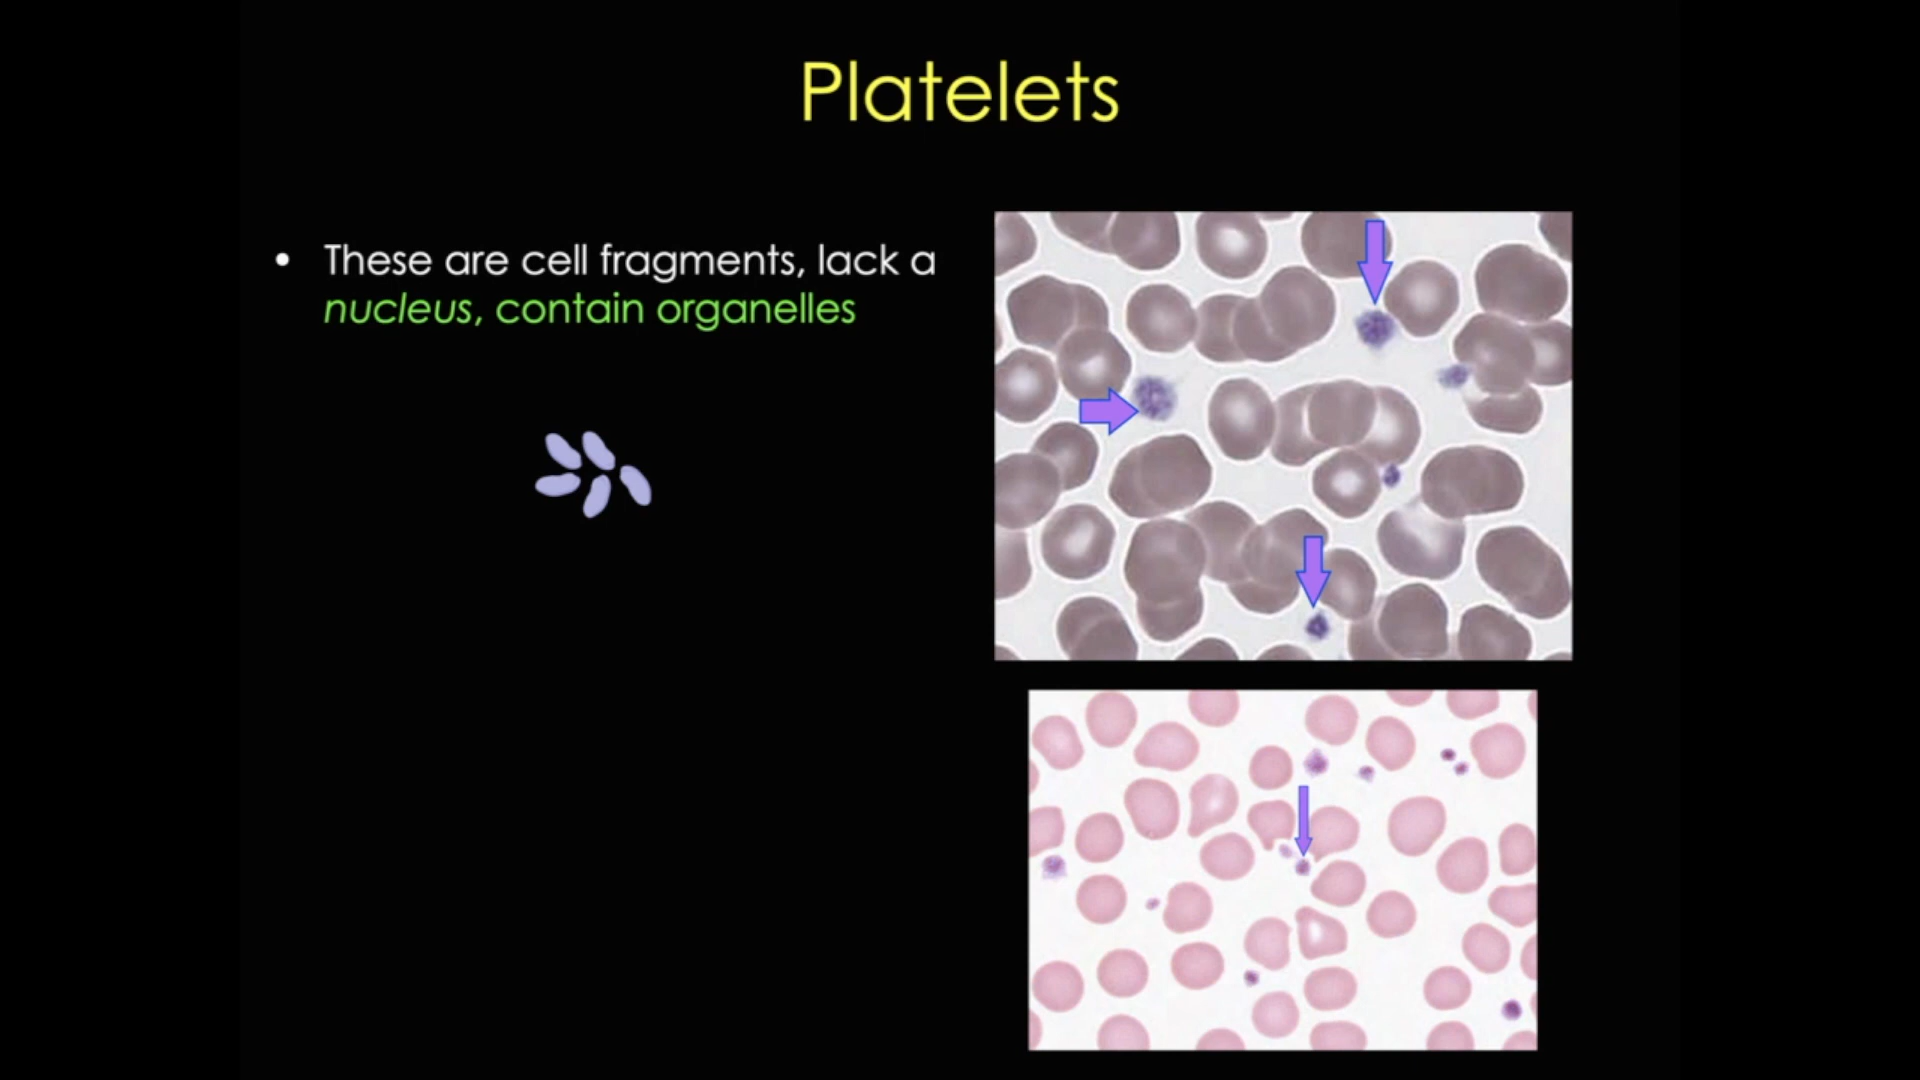 Platelets
• These are cell fragments, lack a
nucleus, contain organelles